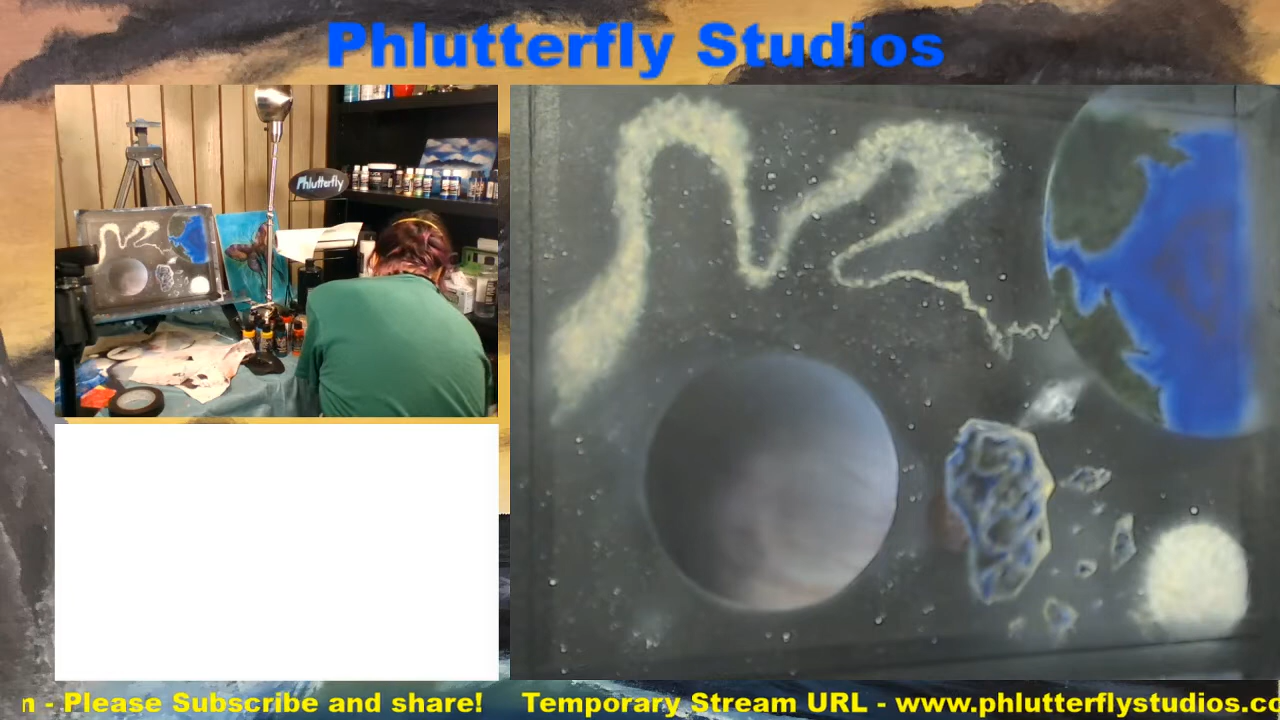 Phlutterfly Studios
Phlutterfly
n - Please Subscribe and share! Temporary Stream URL - www.phlutterflystudios.co